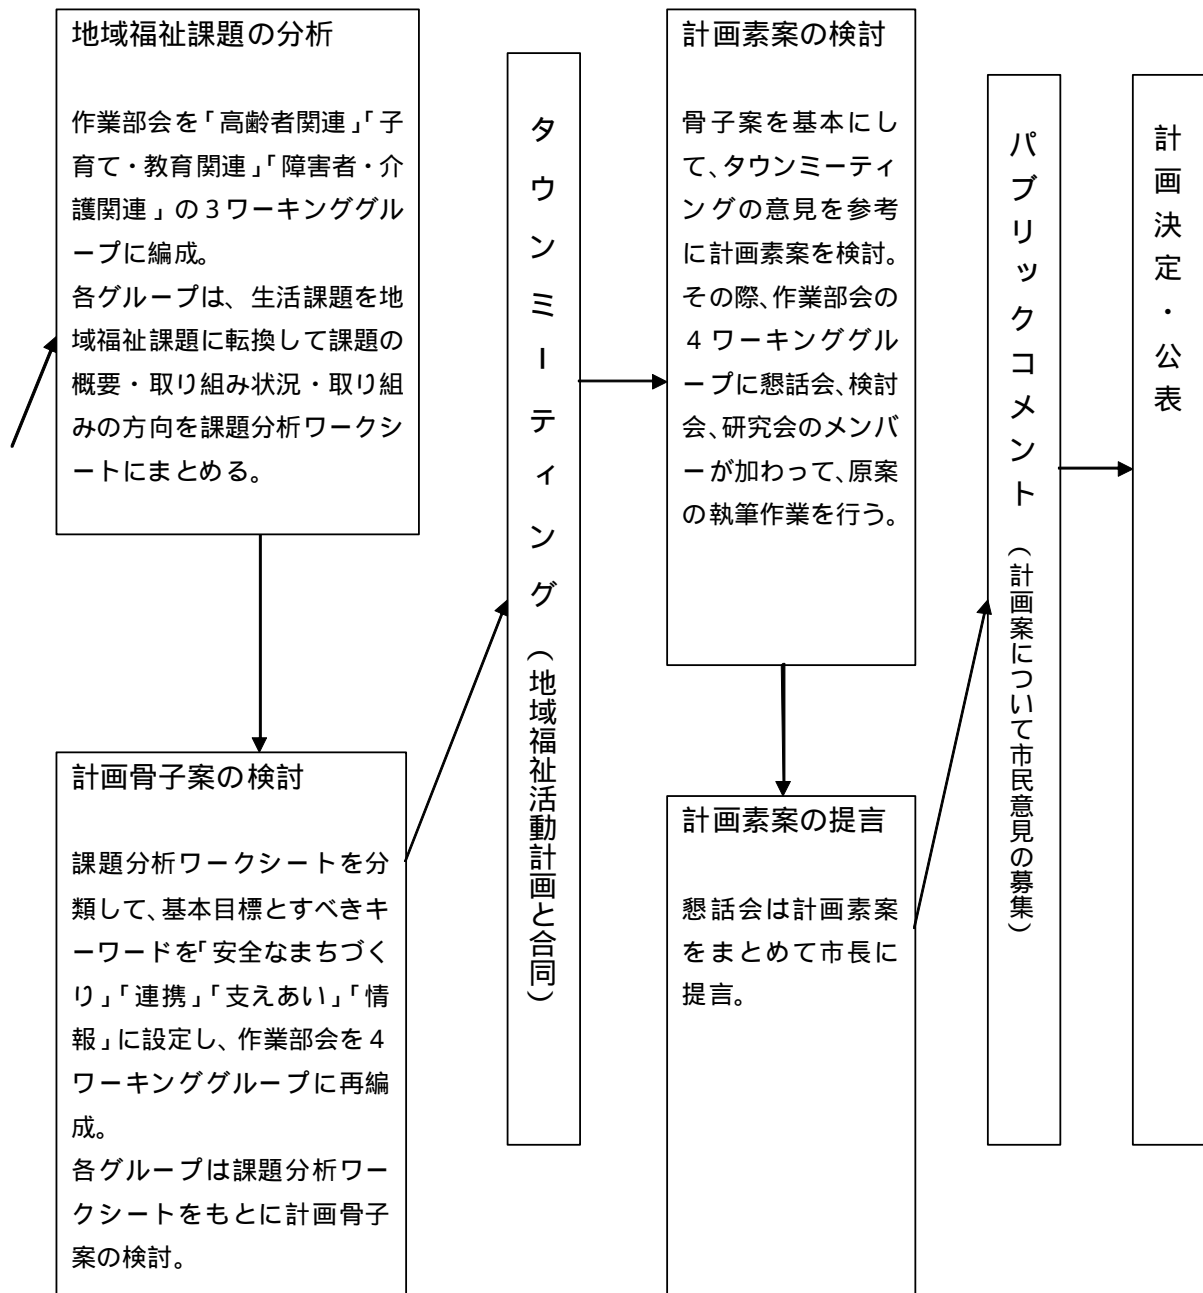 地域福祉課題の分析
作業部会を「高齢者関連」「子
育て・教育関連」「障害者・介
護関連」の3ワーキンググル
ープに編成。
各グループは、生活課題を地
域福祉課題に転換して課題の
概要・取り組み状況・取り組
みの方向を課題分析ワークシ
ートにまとめる。
計画骨子案の検討
課題分析ワークシートを分
類して、基本目標とすべきキ
ーワードを「安全なまちづく
り」「連携」「支えあい」「情
報」に設定し、作業部会を4
ワーキンググループに再編
成。
各グループは課題分析ワー
クシートをもとに計画骨子
案の検討。
タウンミーティング(地域福祉活動計画と合同)
計画素案の検討
骨子案を基本にし
て、タウンミーティ
ングの意見を参考
に計画素案を検討。
その際、作業部会の
4ワーキンググル
ープに懇話会、検討
会、研究会のメンバ
ーが加わって、原案
の執筆作業を行う。
計画素案の提言
懇話会は計画素案
をまとめて市長に
提言。
パブリックコメント(計画案について市民意見の募集)
計画決定・公表